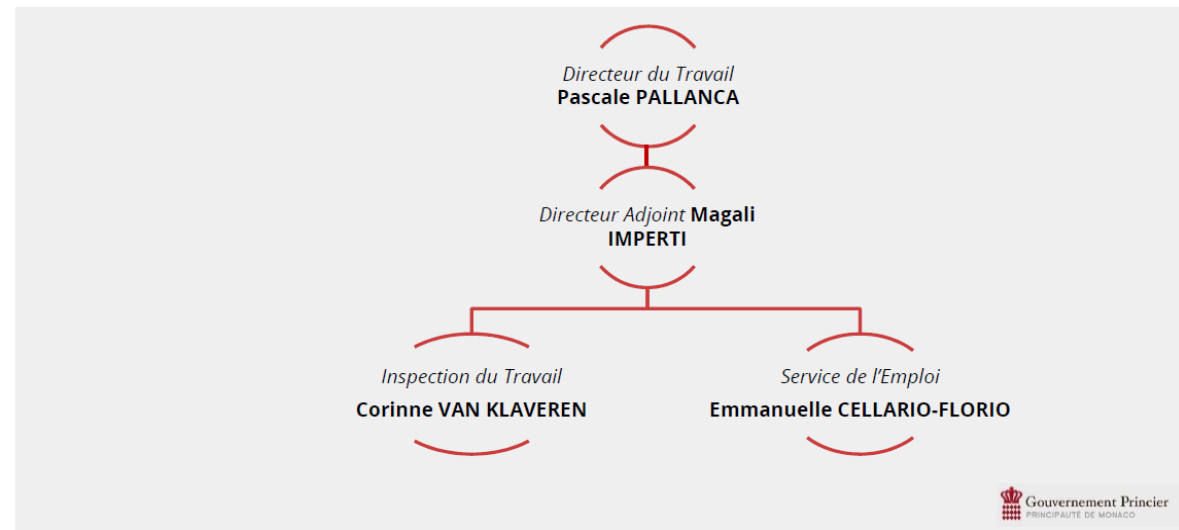 Directeur du Travail
Pascale PALLANCA
Directeur Adjoint Magali
IMPERTI
Inspection du Travail
Corinne VAN KLAVEREN
Service de l'Emploi
Emmanuelle CELLARIO-FLORIO
Gouvernement Princier
PRINCIPAUTÉ DE MONACO